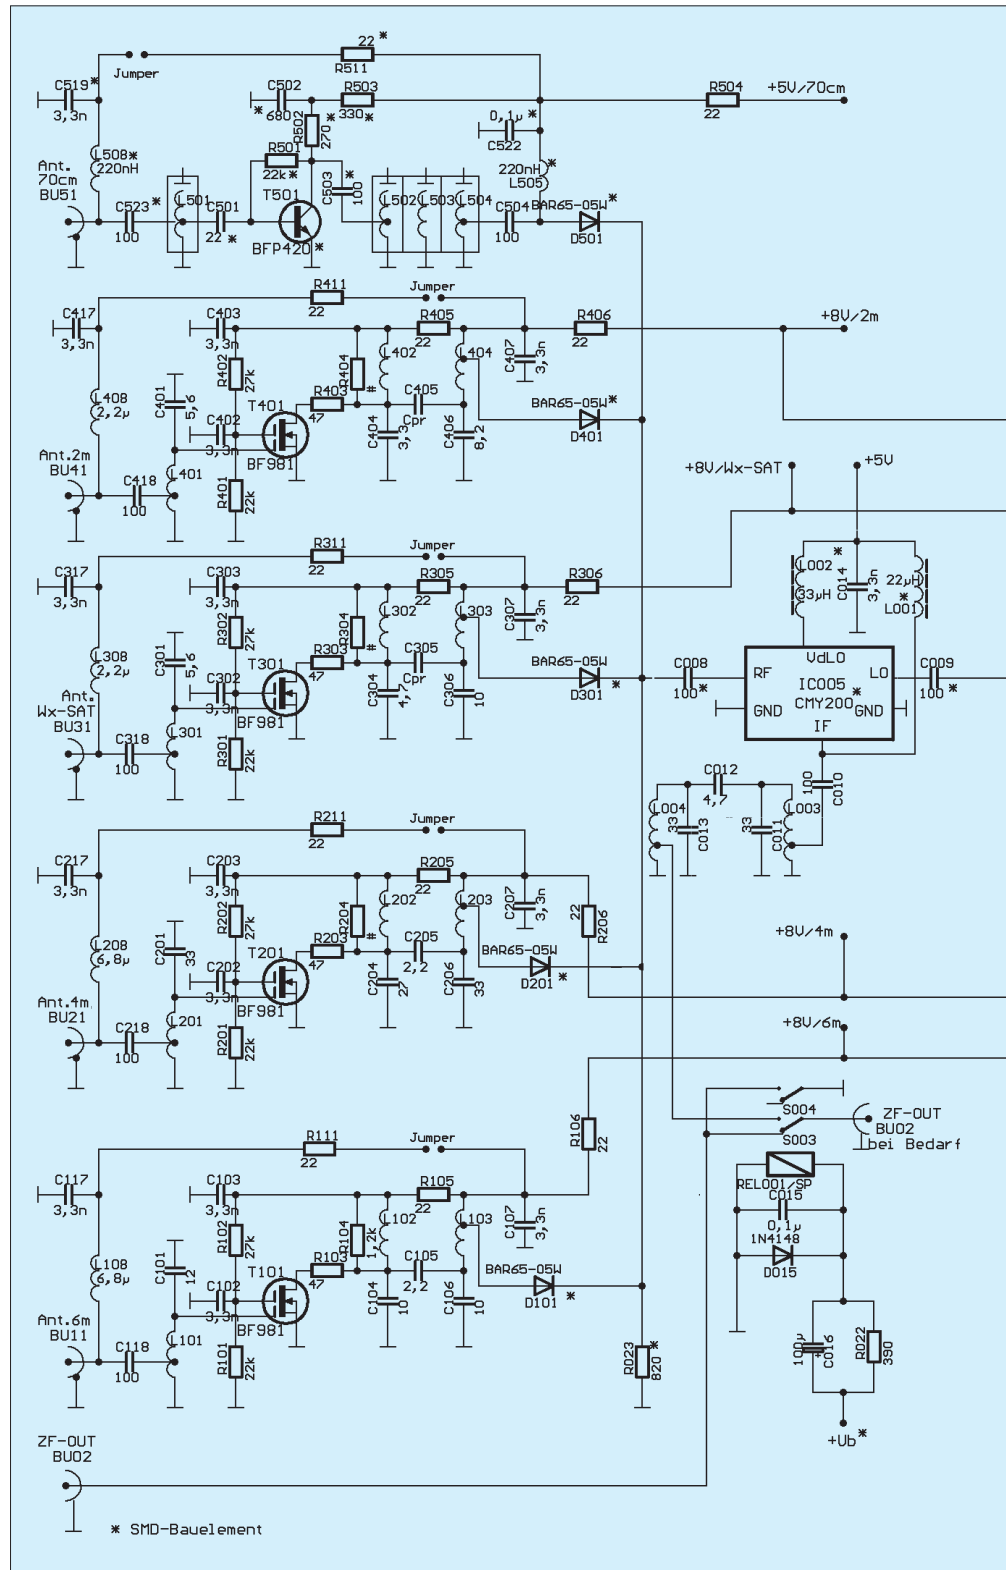 22 *
R511
Jumper
C519 *
3,3n
C502
* 680
R503
330 *
R504
22
+5V/70cm
R502
270
*
0,1µ *
C522
Ant.
70cm
BU51
L508 *
220nH
R501
22k *
C503
100
*
220nH *
L505
C523 *
100
L501
C501
22 *
T501
BFP420 *
L502
L503
L504
C504
100
BAR65-05W *
D501
R411
22
Jumper
C417
3,3n
C403
3,3n
R405
22
R406
22
+8V/2m
R402
27k
R404
#
L402
L404
C407
3,3n
L408
2,2µ
C401
5,6
T401
BF981
R403
47
C405
Cpr
BAR65-05W *
D401
C402
3,3n
C404
3,3
C406
8,2
Ant.2m
BU41
C418
100
L401
R401
22k
+8V/Wx-SAT
+5V
R311
22
Jumper
C317
3,3n
C303
3,3n
R305
22
R306
22
L002 *
33µH
C014
3,3n
22µH
*
L001
R302
27k
R304
#
L302
L303
C307
3,3n
L308
2,2µ
C301
5,6
T301
BF981
R303
47
C305
Cpr
BAR65-05W
D301 *
C008
100 *
VdLO
RF
LO
IC005 *
CMY200
GND
GND
IF
C009
100 *
C302
3,3n
C304
4,7
C306
10
Ant.
Wx-SAT
BU31
C318
100
L301
R301
22k
C012
4,7
100
C010
L004
33
C013
33
C011
L003
R211
22
Jumper
C217
3,3n
C203
3,3n
R205
22
R202
27k
R204
#
L202
L203
C207
3,3n
22
R206
+8V/4m
L208
6,8µ
C201
33
T201
BF981
R203
47
C205
2,2
BAR65-05W
D201 *
C202
3,3n
C204
27
C206
33
Ant.4m
BU21
C218
100
L201
R201
22k
+8V/6m
R106
22
S004
S003
ZF-OUT
BU02
bei Bedarf
R111
22
Jumper
REL001/SP
C117
3,3n
C103
3,3n
R105
22
C015
0,1µ
R102
27k
R104
1,2k
L102
L103
C107
3,3n
1N4148
D015
L108
6,8µ
C101
12
T101
BF981
R103
47
C105
2,2
BAR65-05W
D101 *
C102
3,3n
C104
10
C106
10
Ant.6m
BU11
C118
100
L101
R101
22k
R023
820 *
100µ
C016
+
R022
390
+Ub *
ZF-OUT
BU02
* SMD-Bauelement